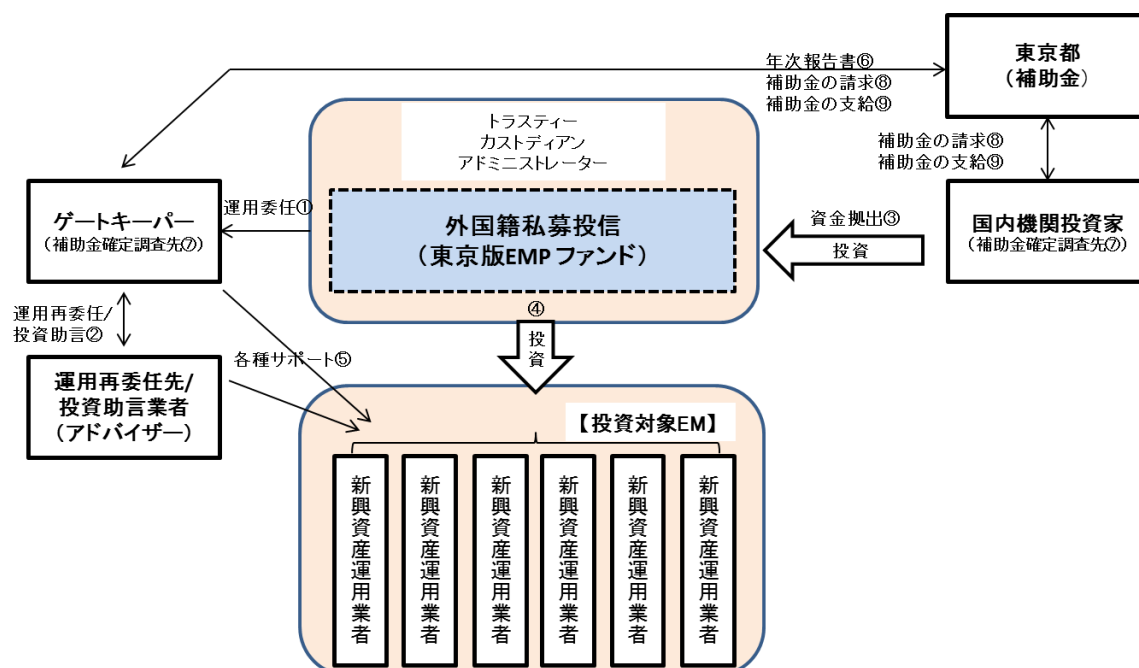 年次報告書⑥
補助金の請求⑧
補助金の支給⑨
東京都
（補助金）
トラスティー
カストディアン
アドミニストレーター
補助金の請求⑧
補助金の支給⑨
ゲートキーパー
（補助金確定調査先⑦）
運用委任①
外国籍私募投信
（東京版EMPファンド）
資金拠出③
投資
国内機関投資家
（補助金確定調査先⑦）
運用再委任/
投資助言②
④
投資
各種サポート⑤
運用再委任先/
投資助言業者
（アドバイザー）
【投資対象EM】
新興資産運用業者
新興資産運用業者
新興資産運用業者
新興資産運用業者
新興資産運用業者
新興資産運用業者